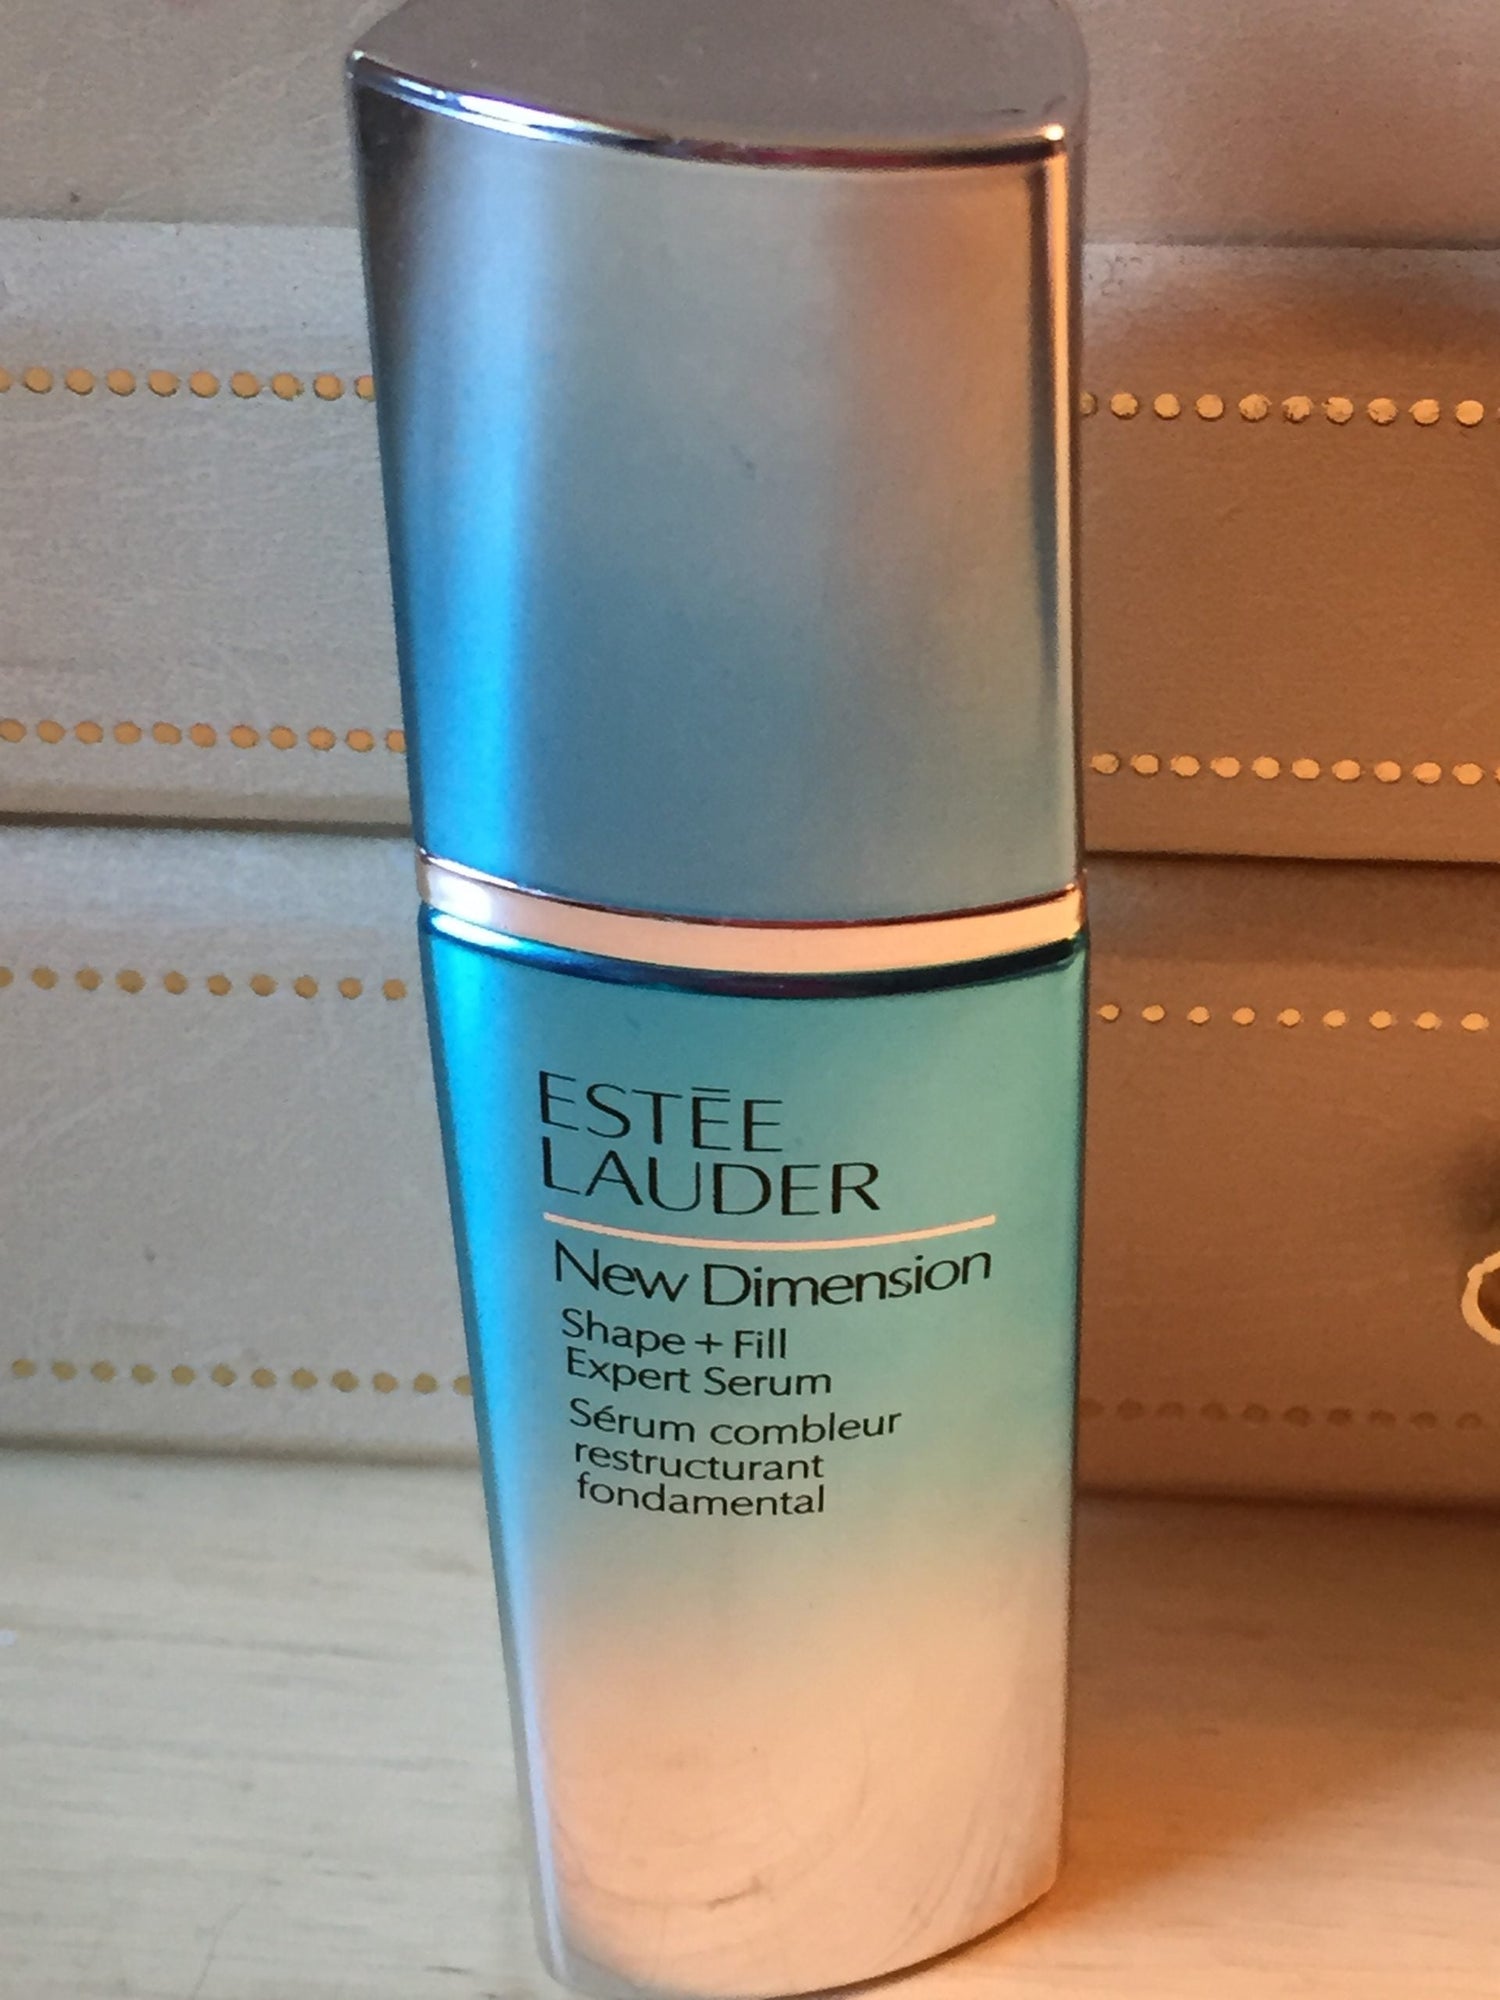 ESTĒE
LAUDER
New Dimension
Shape + Fill
Expert Serum
Sérum combleur
restructurant
fondamental